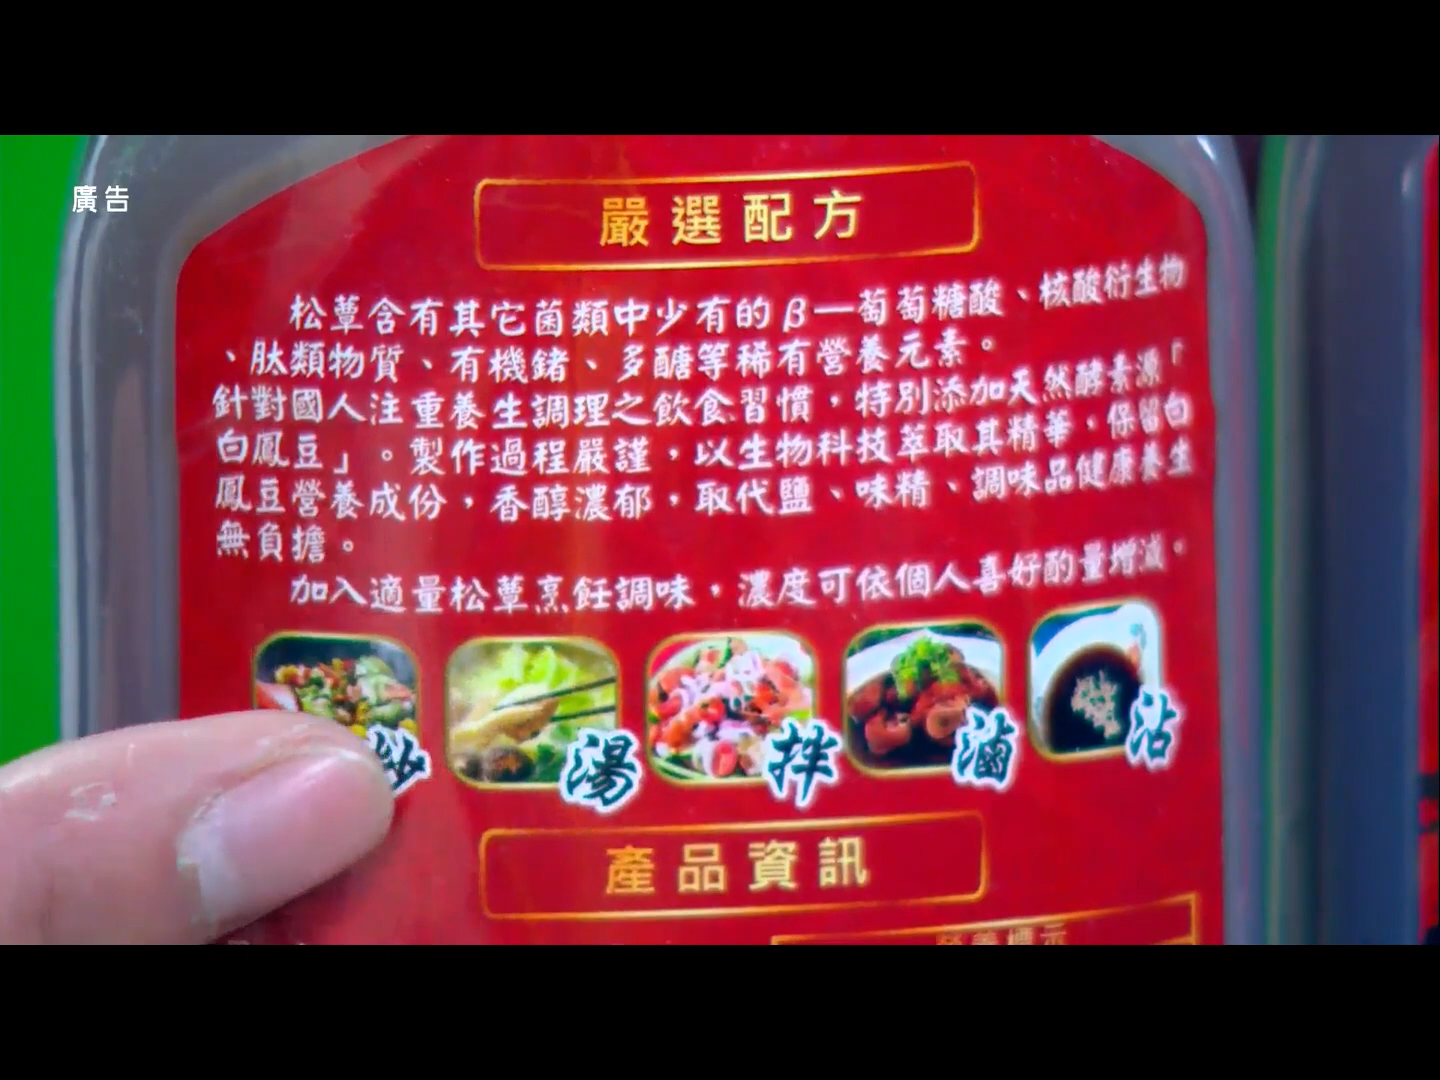 廣告
嚴選配方
松蕈含有其它菌類中少有的β—萄萄糖酸、核酸衍生物
、肽類物質、有機鍺、多醣等稀有營養元素。
針對國人注重養生調理之飲食習慣,特別添加天然酵素源「
白鳳豆」。製作過程嚴謹,以生物科技萃取其精華,保留白
鳳豆營養成份,香醇濃郁,取代鹽、味精、調味品健康養生
無負擔。
加入適量松蕈烹飪調味,濃度可依個人喜好酌量增減。
炒 湯 拌 滷 沾
產品資訊
營養標示